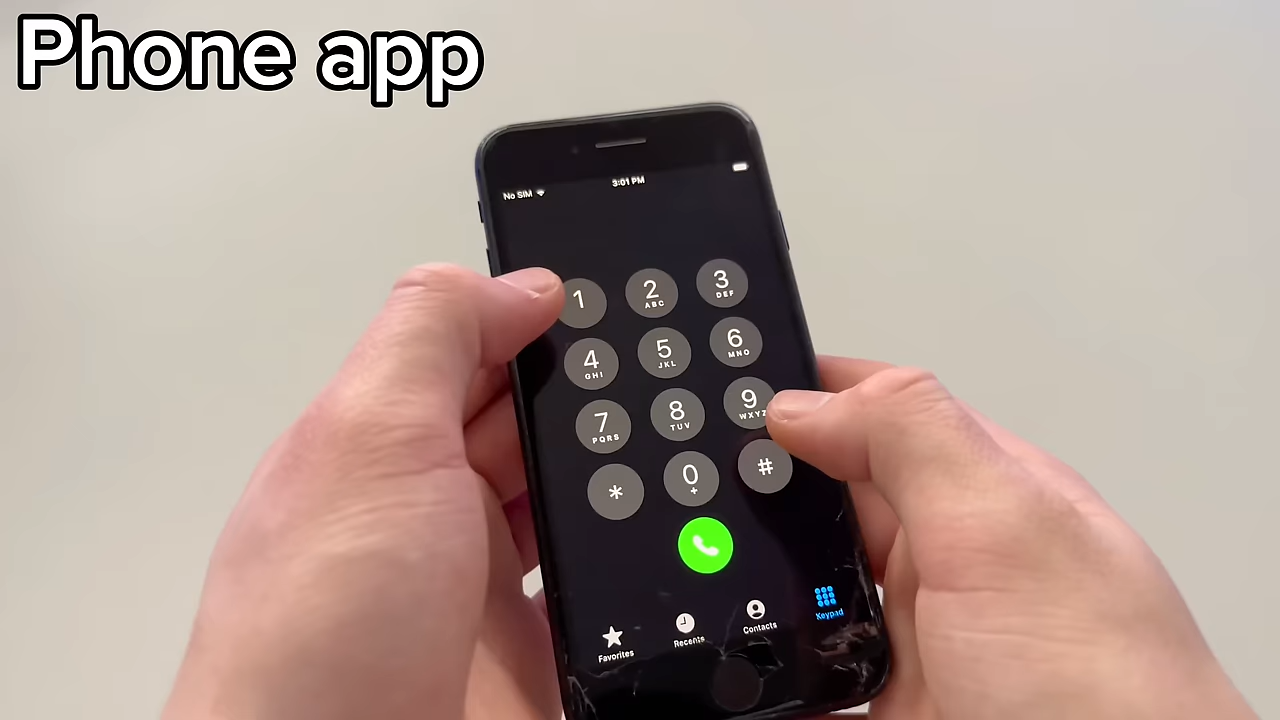 Phone app
No SIM 3:01 PM
1 2 3
ABC DEF
4 5 6
GHI JKL MNO
7 8 9
PQRS TUV WXYZ
* 0 #
+
Favorites Recents Contacts Keypad